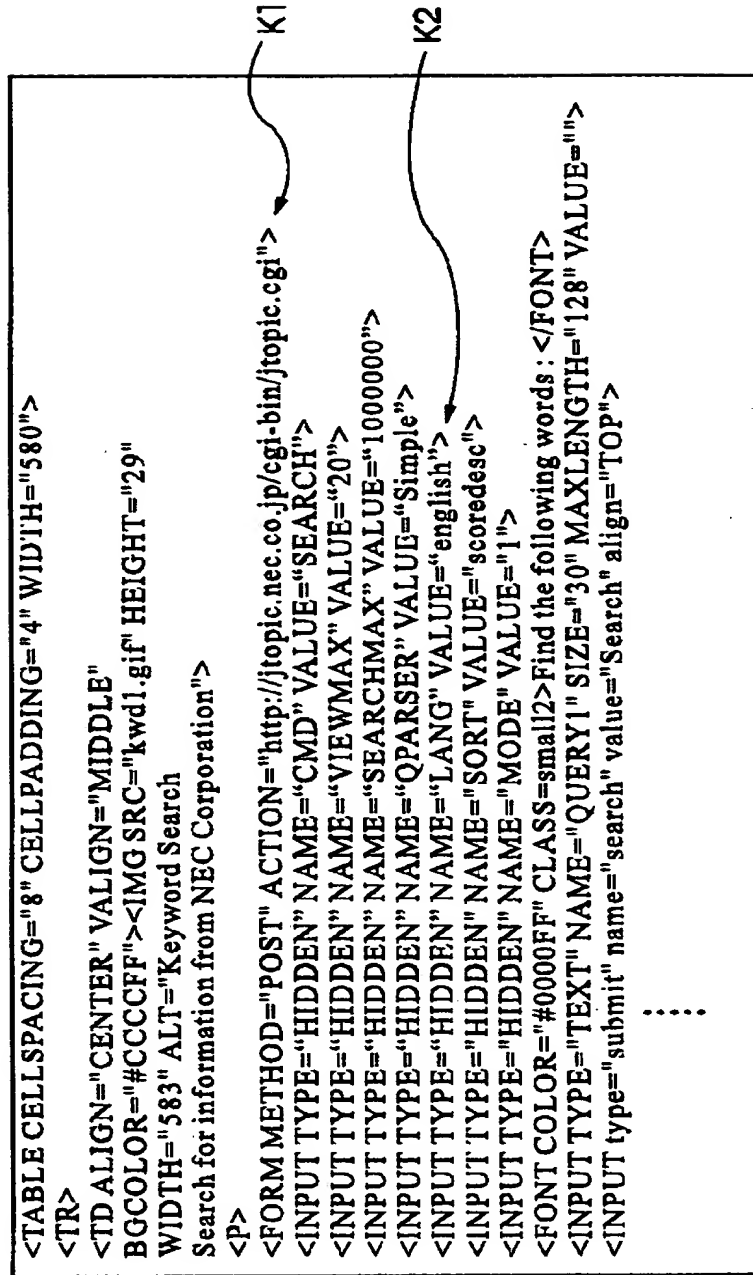 <TABLE CELLSPACING="8" CELLPADDING="4" WIDTH="580">
<TR>
<TD ALIGN="CENTER" VALIGN="MIDDLE"
BGCOLOR="#CCCCFF"><IMG SRC="kwd1.gif" HEIGHT="29"
WIDTH="583" ALT="Keyword Search
Search for information from NEC Corporation">
<P>
<FORM METHOD="POST" ACTION="http://jtopic.nec.co.jp/cgi-bin/jtopic.cgi">
K1
<INPUT TYPE="HIDDEN" NAME="CMD" VALUE="SEARCH">
<INPUT TYPE="HIDDEN" NAME="VIEWMAX" VALUE="20">
<INPUT TYPE="HIDDEN" NAME="SEARCHMAX" VALUE="1000000">
<INPUT TYPE="HIDDEN" NAME="QPARSER" VALUE="Simple">
<INPUT TYPE="HIDDEN" NAME="LANG" VALUE="english">
K2
<INPUT TYPE="HIDDEN" NAME="SORT" VALUE="scoredesc">
<INPUT TYPE="HIDDEN" NAME="MODE" VALUE="1">
<FONT COLOR="#0000FF" CLASS=small2>Find the following words : </FONT>
<INPUT TYPE="TEXT" NAME="QUERY1" SIZE="30" MAXLENGTH="128" VALUE="">
<INPUT type="submit" name="search" value="Search" align="TOP">
.....